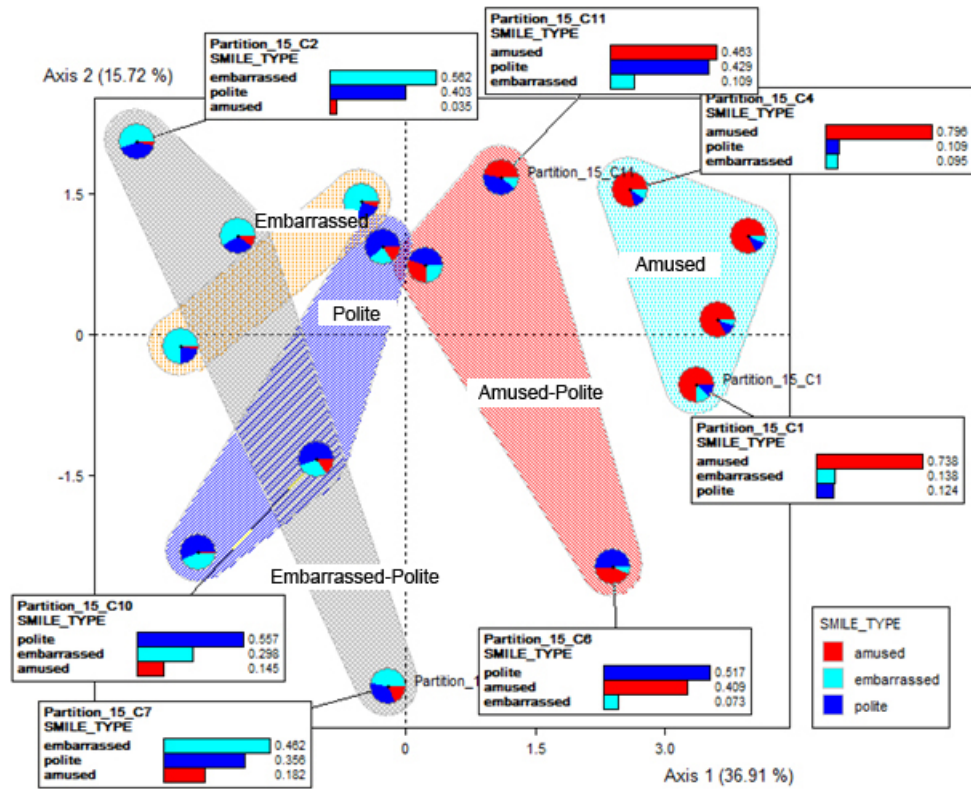 Partition_15_C2
SMILE_TYPE
embarrassed 0.562
polite 0.403
amused 0.035
Partition_15_C11
SMILE_TYPE
amused 0.463
polite 0.429
embarrassed 0.109
Axis 2 (15.72 %)
Partition_15_C4
SMILE_TYPE
amused 0.796
polite 0.109
embarrassed 0.095
Partition_15_C11
1.5
Embarrassed
Amused
Polite
0
Partition_15_C1
Amused-Polite
Partition_15_C1
SMILE_TYPE
amused 0.738
embarrassed 0.138
polite 0.124
-1.5
Embarrassed-Polite
Partition_15_C10
SMILE_TYPE
polite 0.557
embarrassed 0.298
amused 0.145
Partition_1
Partition_15_C6
SMILE_TYPE
polite 0.517
amused 0.409
embarrassed 0.073
SMILE_TYPE
amused
embarrassed
polite
Partition_15_C7
SMILE_TYPE
embarrassed 0.462
polite 0.356
amused 0.182
0 1.5 3.0
Axis 1 (36.91 %)